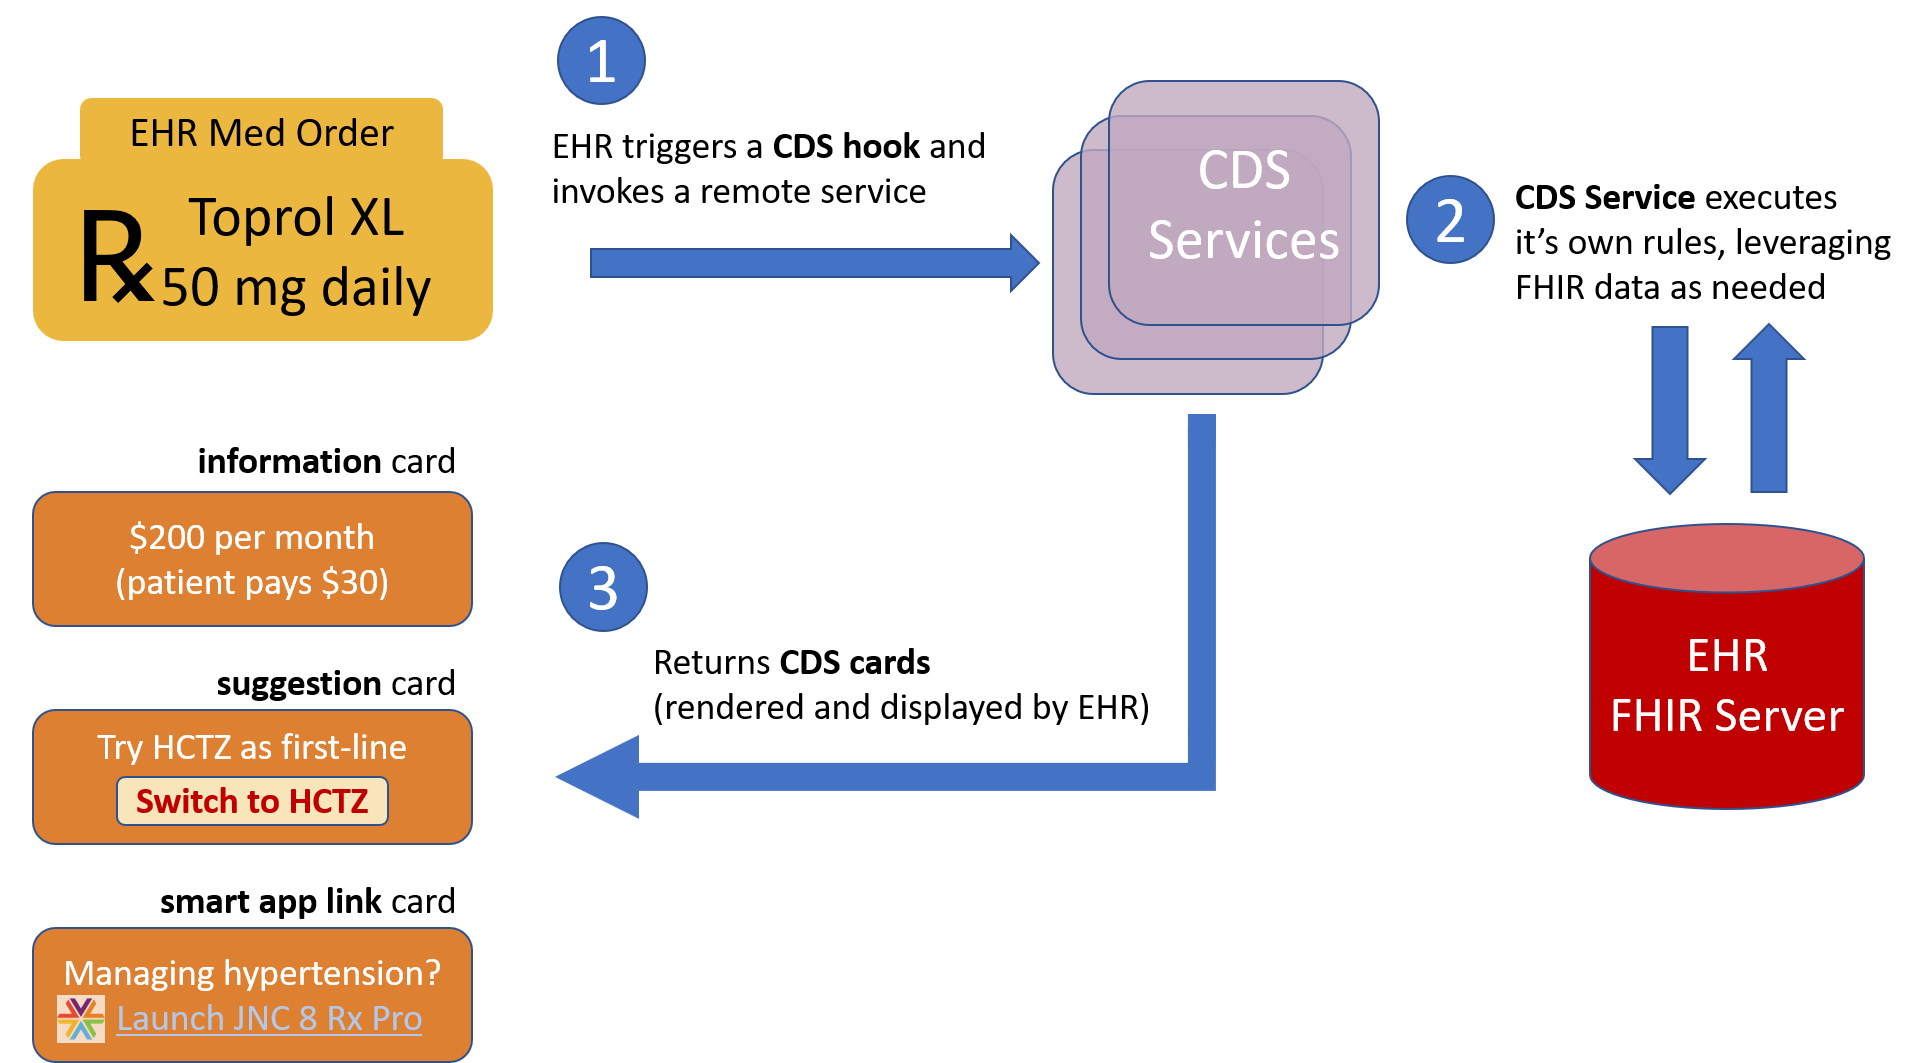 EHR Med Order
Rx Toprol XL
50 mg daily
1
EHR triggers a CDS hook and
invokes a remote service
CDS
Services
2
CDS Service executes
it’s own rules, leveraging
FHIR data as needed
EHR
FHIR Server
3
Returns CDS cards
(rendered and displayed by EHR)
information card
$200 per month
(patient pays $30)
suggestion card
Try HCTZ as first-line
Switch to HCTZ
smart app link card
Managing hypertension?
Launch JNC 8 Rx Pro